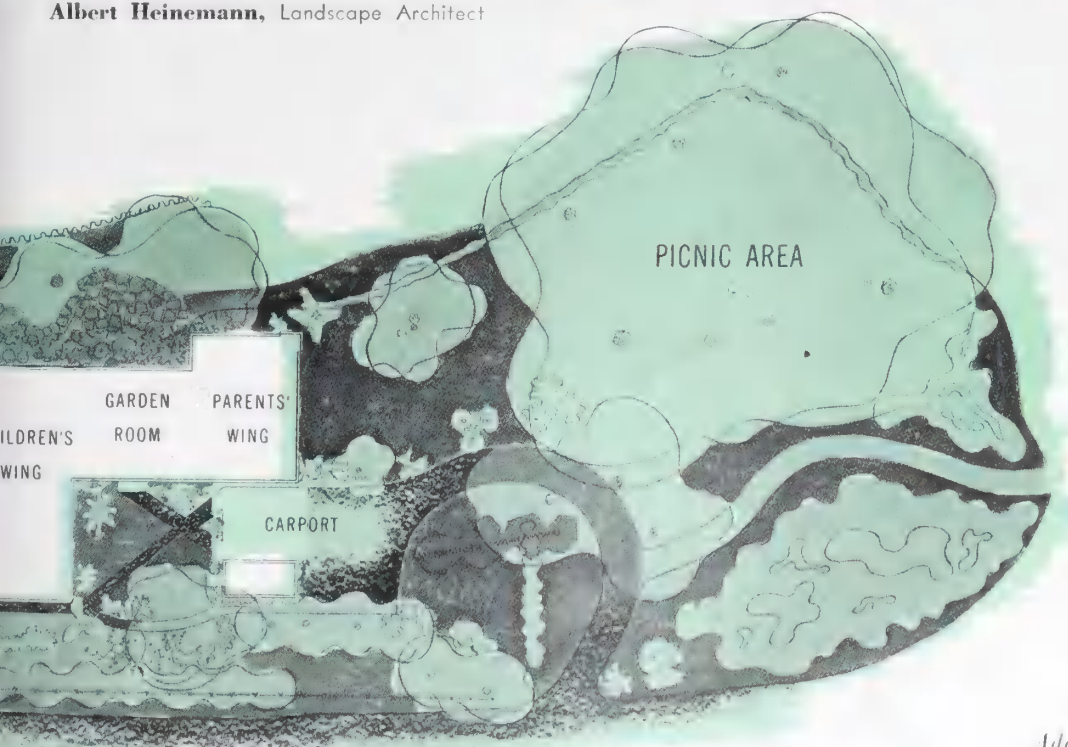 Albert Heinemann, Landscape Architect
PICNIC AREA
GARDEN
ROOM
PARENTS'
WING
ILDREN'S
WING
CARPORT